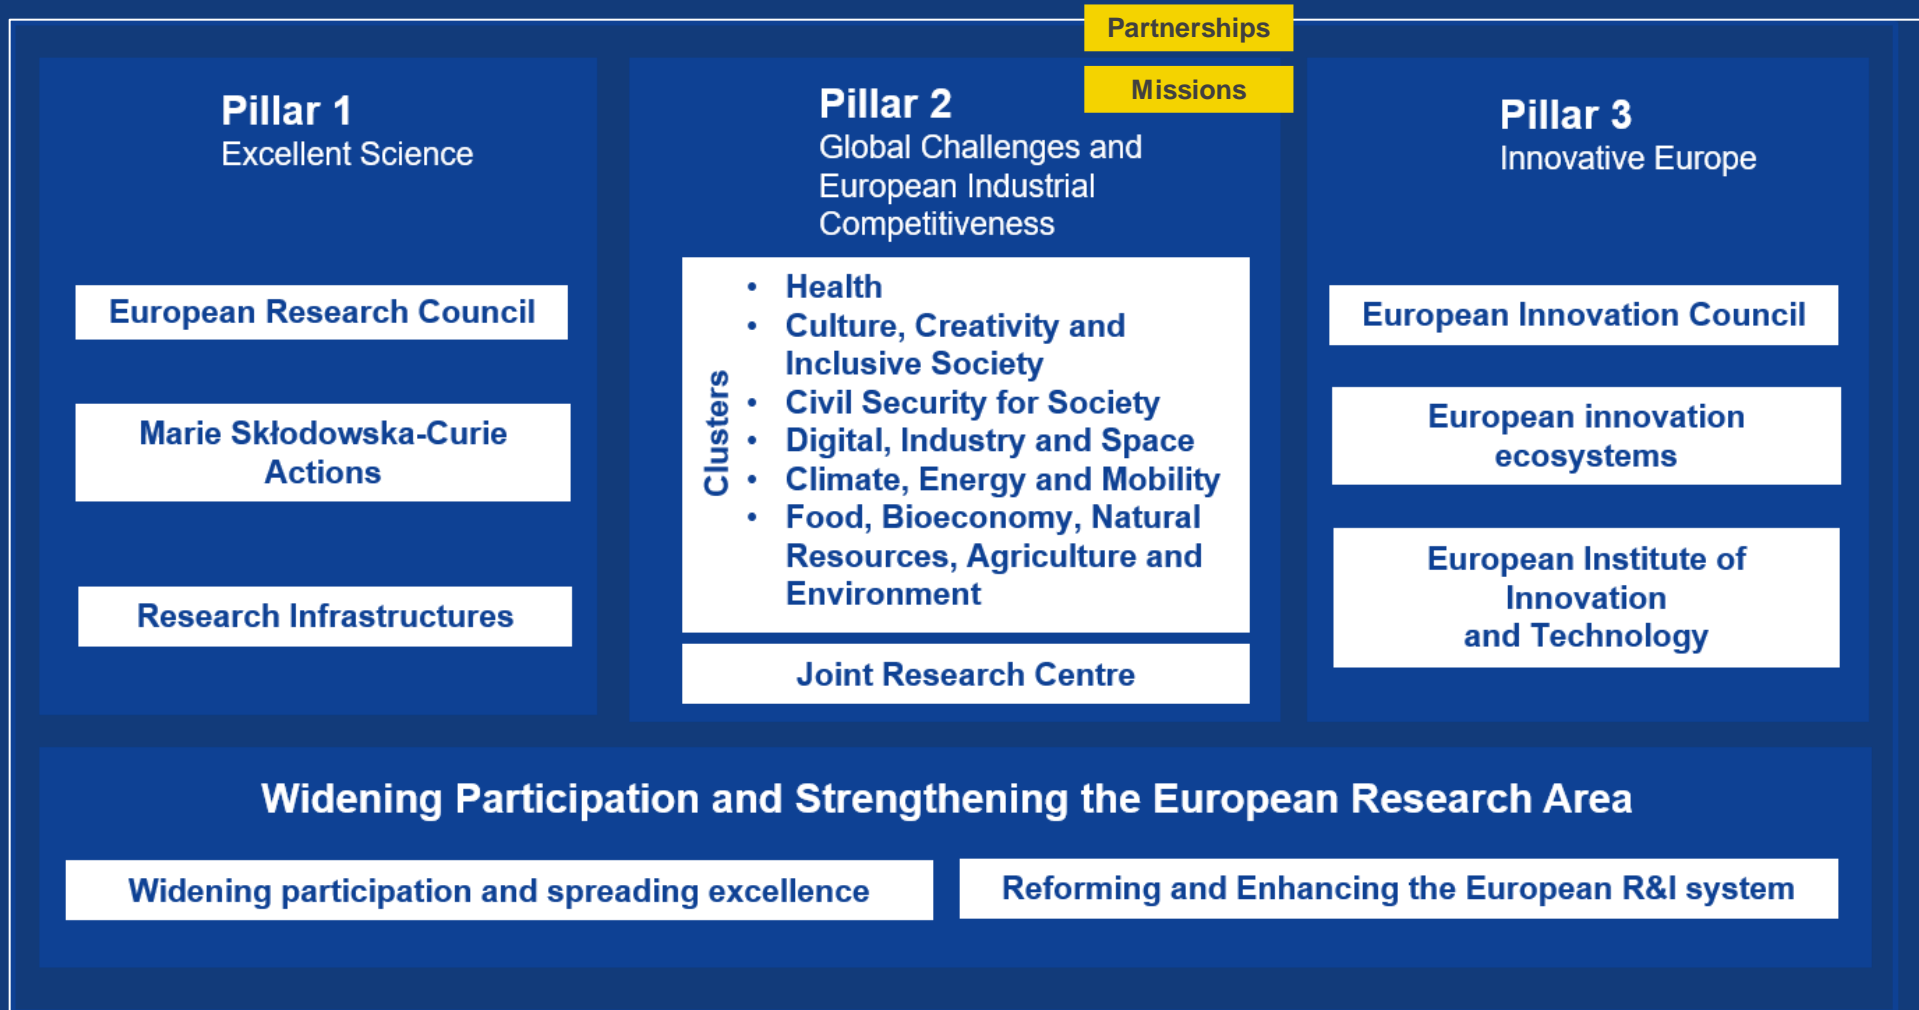 Partnerships
Missions
Pillar 1
Excellent Science
European Research Council
Marie Skłodowska-Curie
Actions
Research Infrastructures
Pillar 2
Global Challenges and
European Industrial
Competitiveness
Clusters
• Health
• Culture, Creativity and
Inclusive Society
• Civil Security for Society
• Digital, Industry and Space
• Climate, Energy and Mobility
• Food, Bioeconomy, Natural
Resources, Agriculture and
Environment
Joint Research Centre
Pillar 3
Innovative Europe
European Innovation Council
European innovation
ecosystems
European Institute of
Innovation
and Technology
Widening Participation and Strengthening the European Research Area
Widening participation and spreading excellence
Reforming and Enhancing the European R&I system